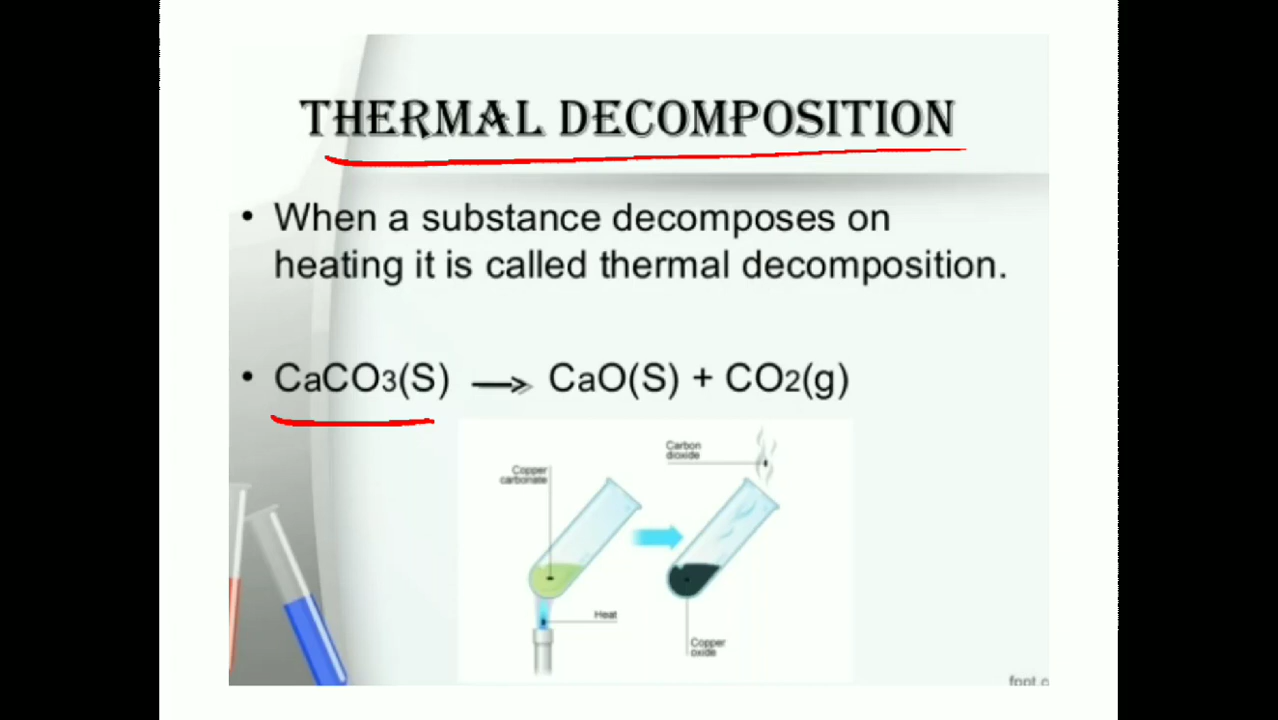 THERMAL DECOMPOSITION
• When a substance decomposes on
heating it is called thermal decomposition.
• CaCO3(S) → CaO(S) + CO2(g)
Carbon
dioxide
Copper
carbonate
Heat
Copper
oxide